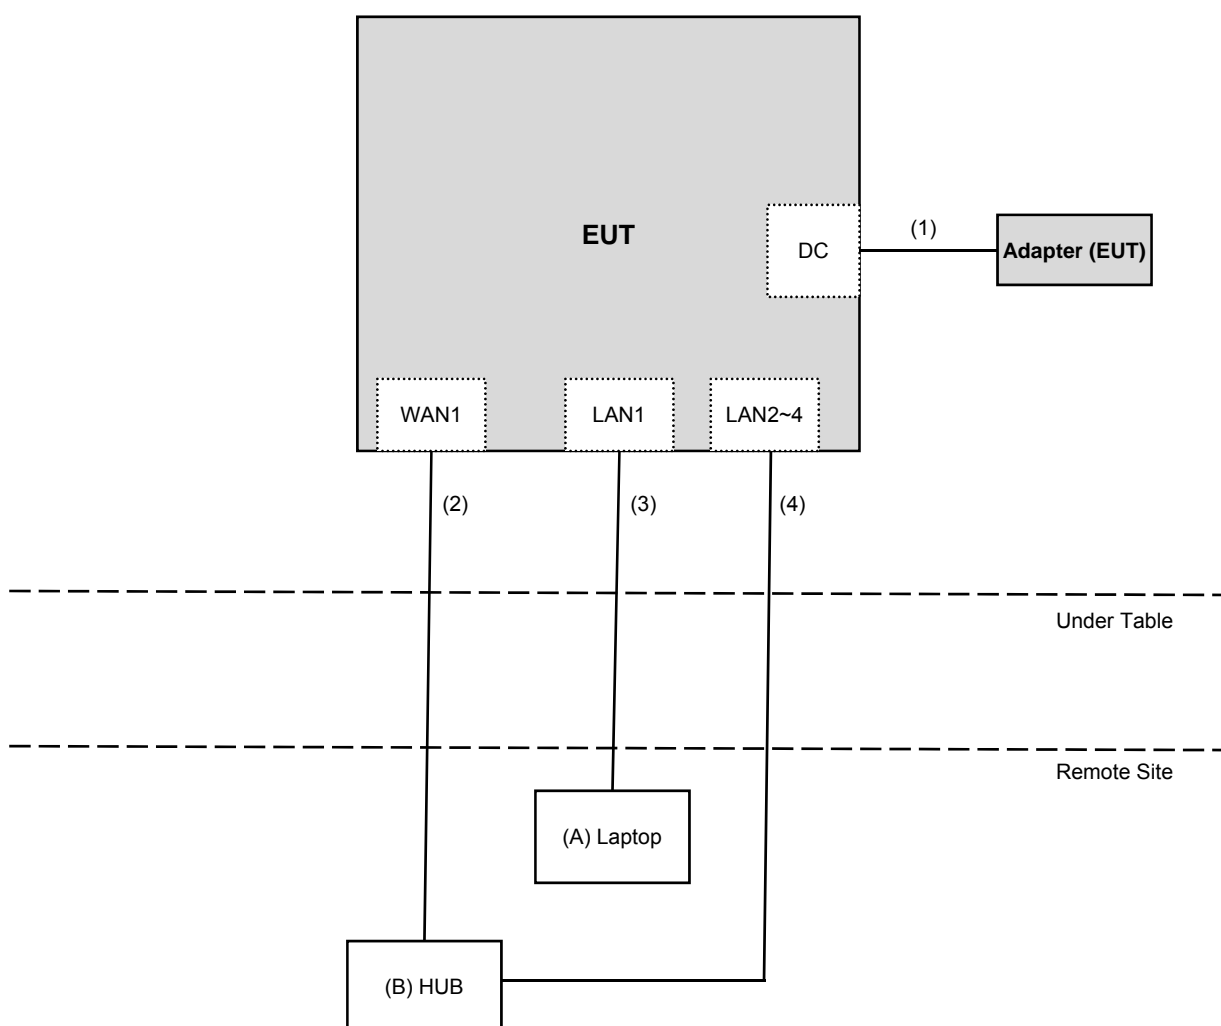 (1)
EUT
DC
Adapter (EUT)
WAN1
LAN1
LAN2~4
(2)
(3)
(4)
Under Table
Remote Site
(A) Laptop
(B) HUB